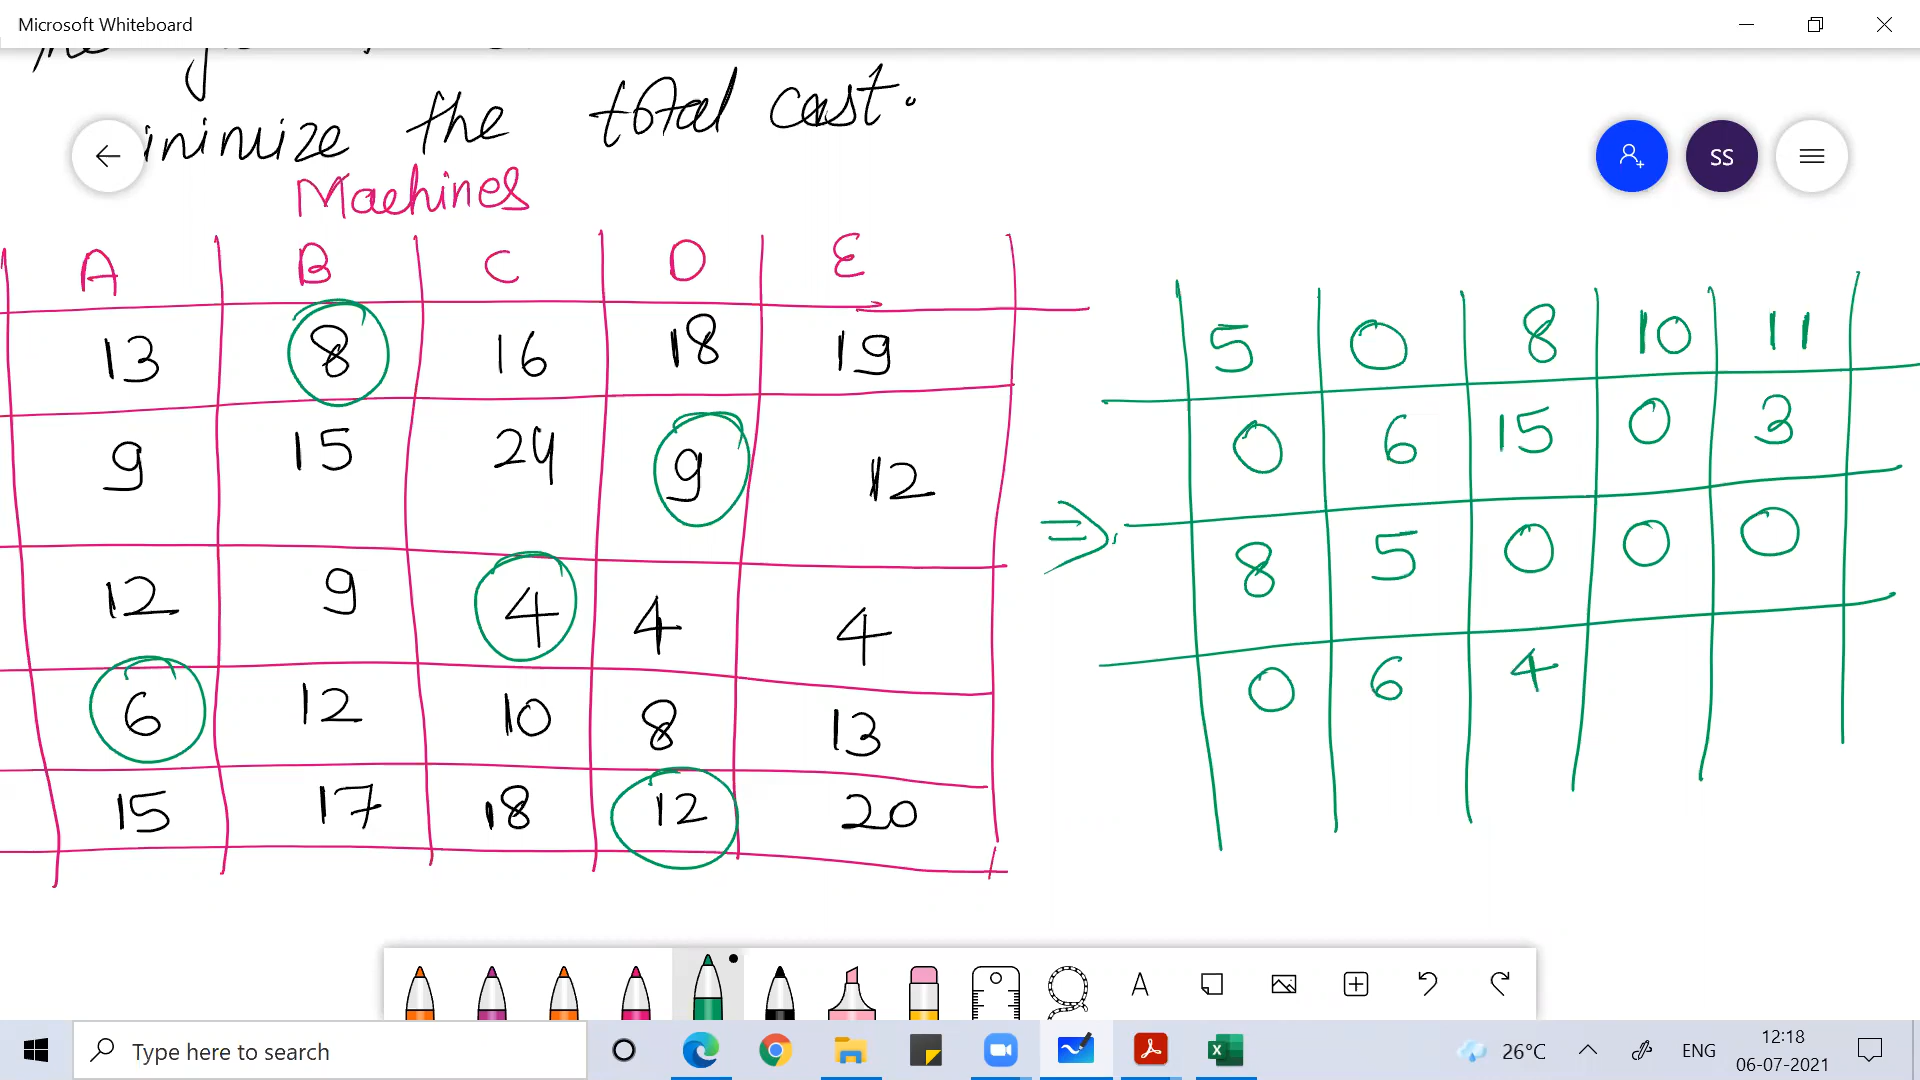 Microsoft Whiteboard
the
inimize the total cost.
SS
Machines
A B C D E
13 8 16 18 19
9 15 24 9 12
12 9 4 4 4
6 12 10 8 13
15 17 18 12 20
⇒
5 0 8 10 11
0 6 15 0 3
8 5 0 0 0
0 6 4
A
Type here to search
26°C
ENG
12:18
06-07-2021